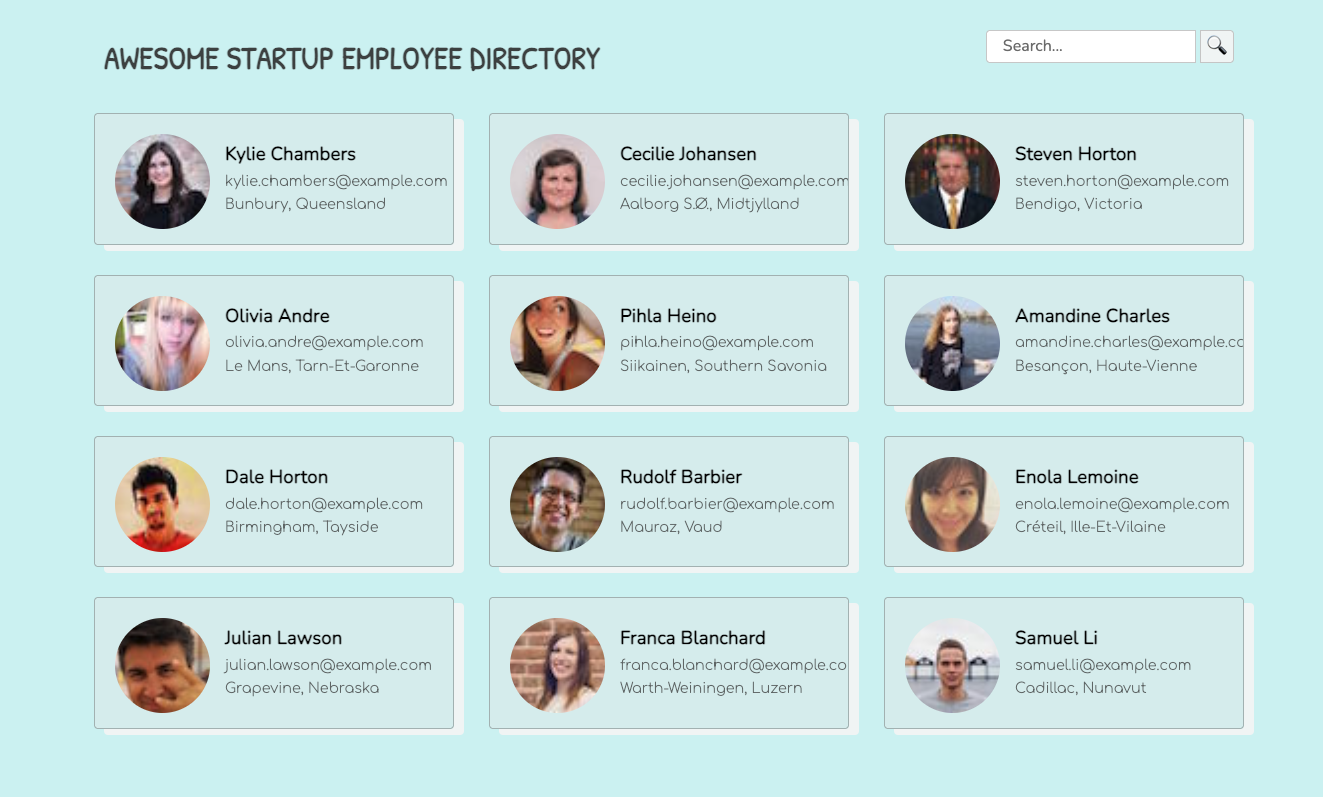 AWESOME STARTUP EMPLOYEE DIRECTORY
Search...
Kylie Chambers
kylie.chambers@example.com
Bunbury, Queensland
Cecilie Johansen
cecilie.johansen@example.com
Aalborg S.Ø., Midtjylland
Steven Horton
steven.horton@example.com
Bendigo, Victoria
Olivia Andre
olivia.andre@example.com
Le Mans, Tarn-Et-Garonne
Pihla Heino
pihla.heino@example.com
Siikainen, Southern Savonia
Amandine Charles
amandine.charles@example.co
Besançon, Haute-Vienne
Dale Horton
dale.horton@example.com
Birmingham, Tayside
Rudolf Barbier
rudolf.barbier@example.com
Mauraz, Vaud
Enola Lemoine
enola.lemoine@example.com
Créteil, Ille-Et-Vilaine
Julian Lawson
julian.lawson@example.com
Grapevine, Nebraska
Franca Blanchard
franca.blanchard@example.co
Warth-Weiningen, Luzern
Samuel Li
samuel.li@example.com
Cadillac, Nunavut